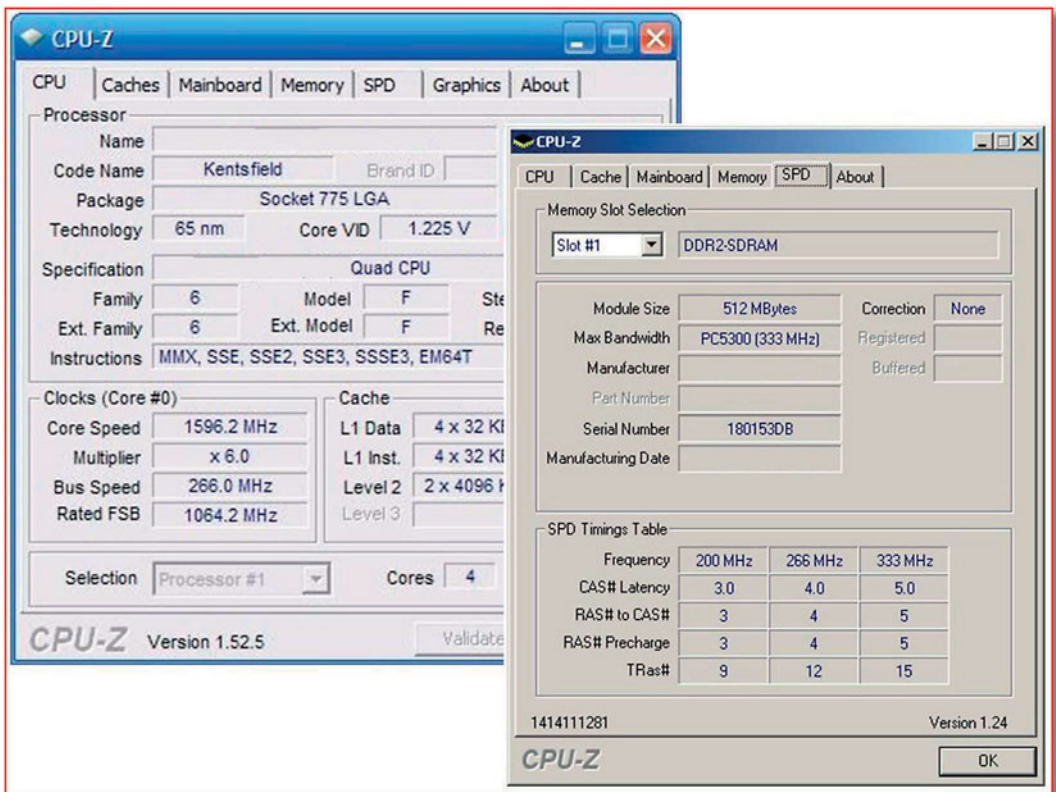 CPU-Z
CPU Caches Mainboard Memory SPD Graphics About
Processor
Name
Code Name Kentsfield Brand ID
Package Socket 775 LGA
Technology 65 nm Core VID 1.225 V
Specification Quad CPU
Family 6 Model F
Ext. Family 6 Ext. Model F
Instructions MMX, SSE, SSE2, SSE3, SSSE3, EM64T
Clocks (Core #0)
Core Speed 1596.2 MHz
Multiplier x 6.0
Bus Speed 266.0 MHz
Rated FSB 1064.2 MHz
Cache
L1 Data 4 x 32
L1 Inst. 4 x 32
Level 2 2 x 4096
Level 3
Selection Processor #1 Cores 4
CPU-Z Version 1.52.5 Validate
CPU-Z
CPU Cache Mainboard Memory SPD About
Memory Slot Selection
Slot #1 DDR2-SDRAM
Module Size 512 MBytes Correction None
Max Bandwidth PC5300 (333 MHz) Registered
Manufacturer Buffered
Part Number
Serial Number 180153DB
Manufacturing Date
SPD Timings Table
Frequency 200 MHz 266 MHz 333 MHz
CAS# Latency 3.0 4.0 5.0
RAS# to CAS# 3 4 5
RAS# Precharge 3 4 5
TRas# 9 12 15
1414111281 Version 1.24
CPU-Z OK